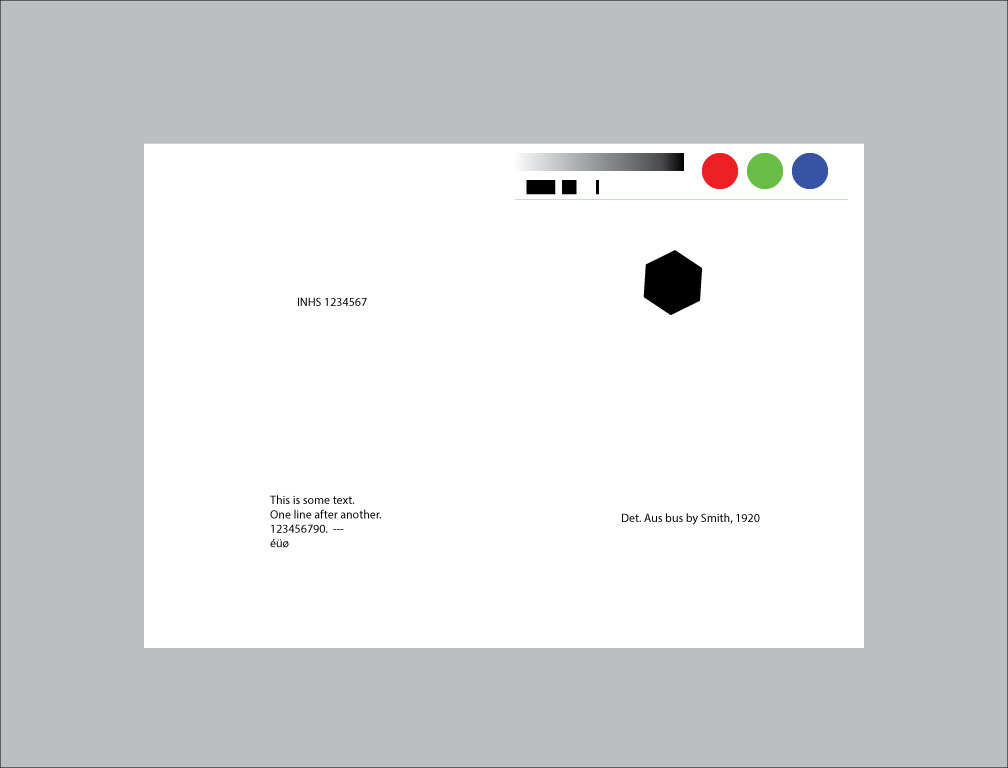 INHS 1234567
This is some text.
One line after another.
123456790. ---
éüø
Det. Aus bus by Smith, 1920